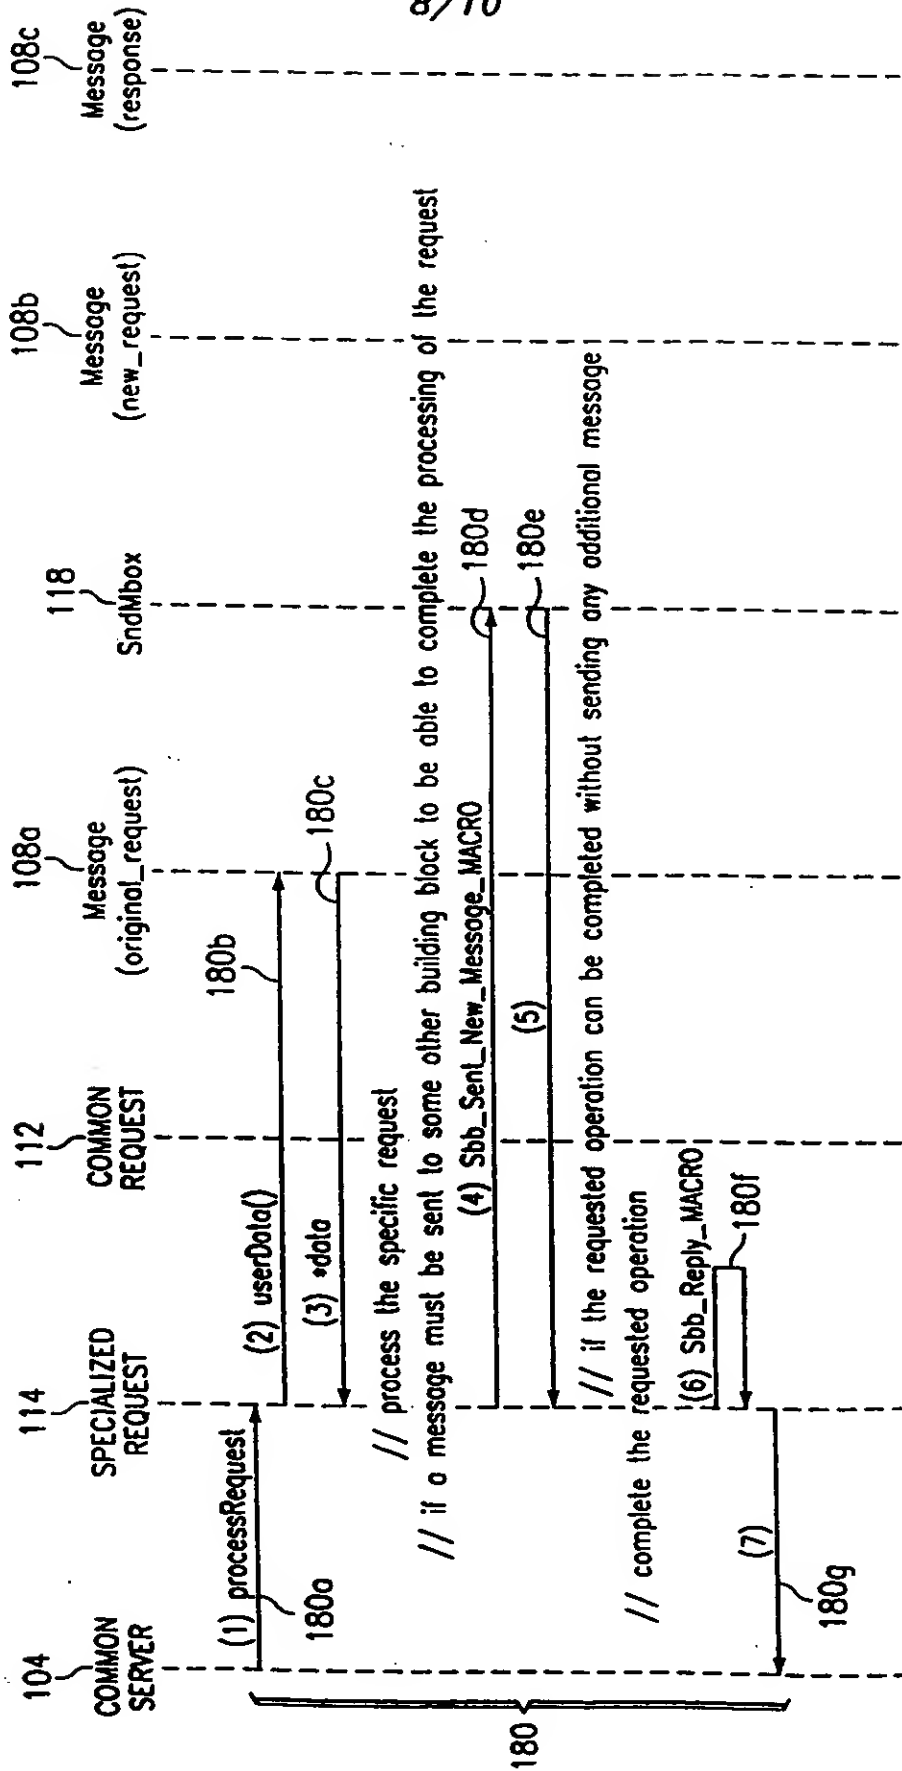 8/10
104
COMMON
SERVER
114
SPECIALIZED
REQUEST
112
COMMON
REQUEST
108a
Message
(original_request)
118
SndMbox
108b
Message
(new_request)
108c
Message
(response)
(1) processRequest
180a
(2) userData()
180b
(3) *data
180c
// process the specific request
// if a message must be sent to some other building block to be able to complete the processing of the request
(4) Sbb_Sent_New_Message_MACRO
180d
(5)
180e
// if the requested operation can be completed without sending any additional message
// complete the requested operation
(6) Sbb_Reply_MACRO
180f
(7)
180g
180